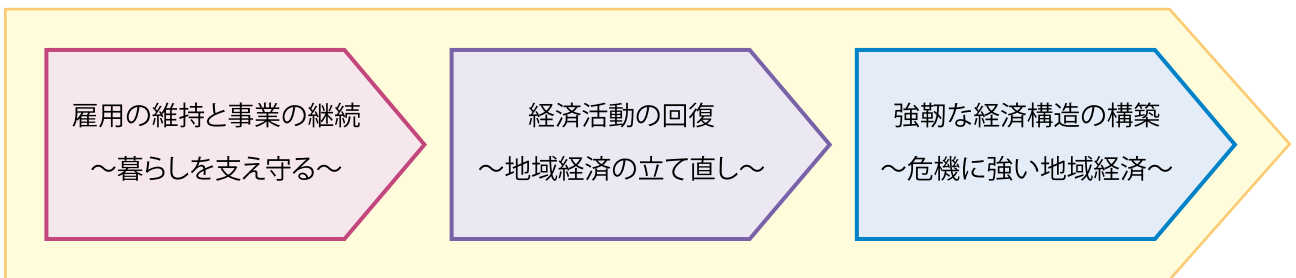 雇用の維持と事業の継続
～暮らしを支え守る～
経済活動の回復
～地域経済の立て直し～
強靭な経済構造の構築
～危機に強い地域経済～